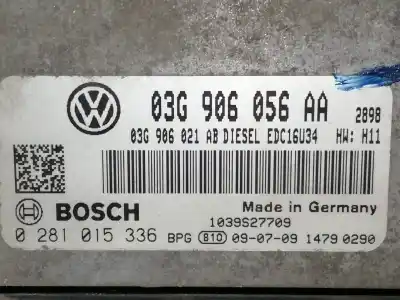 03G 906 056 AA 2898
03G 906 021 AB DIESEL EDC16U34 HW: H11
BOSCH Made in Germany
1039S27709
0 281 015 336 BPG B10 09-07-09 1479 0290